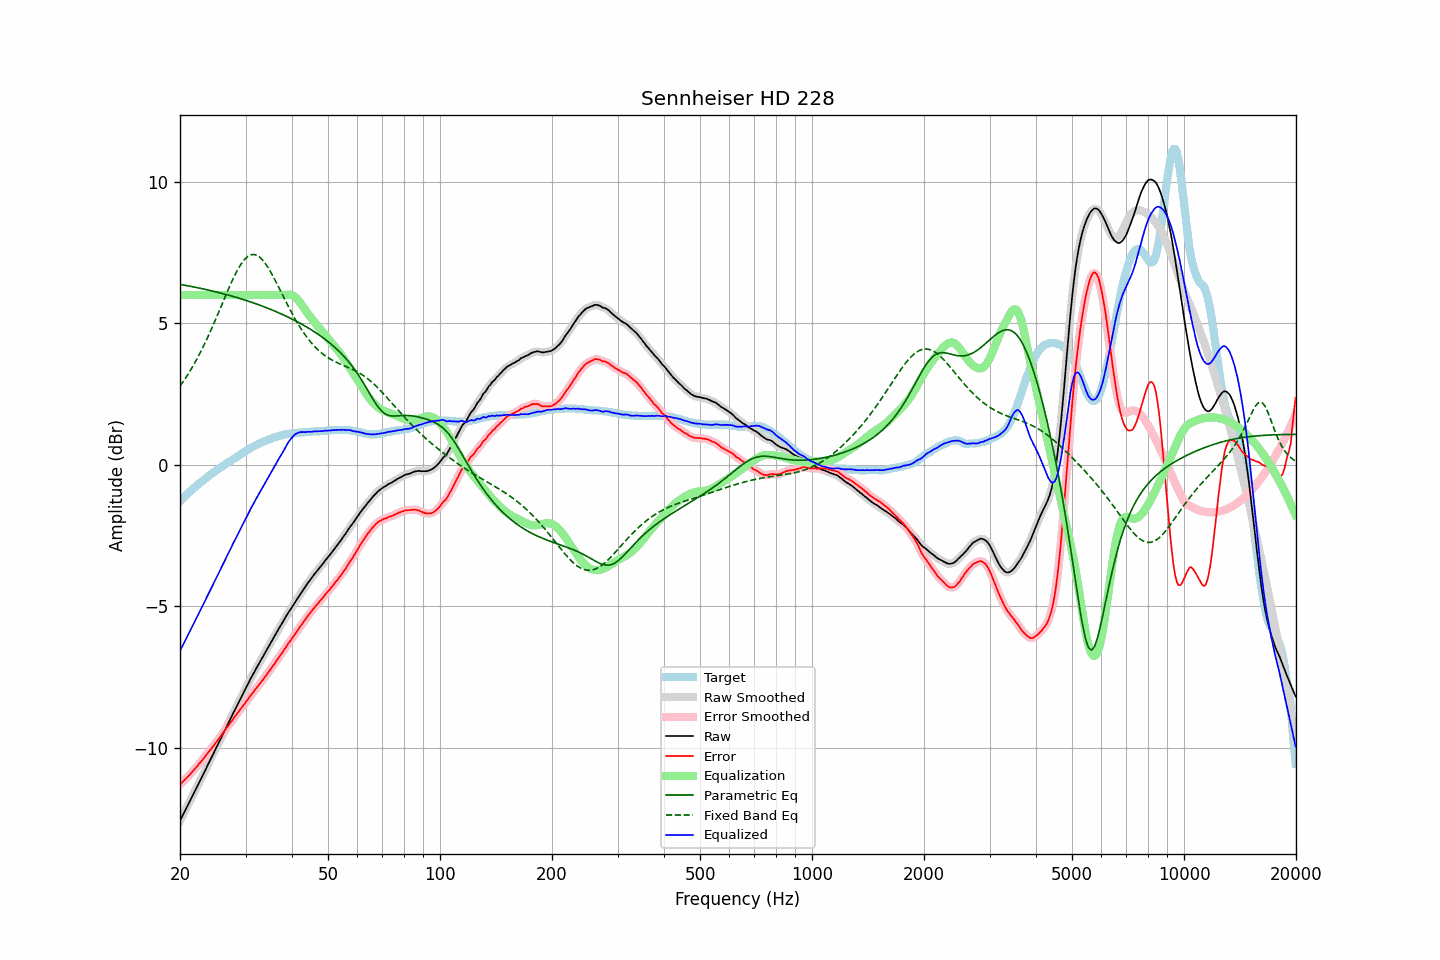 Sennheiser HD 228
Amplitude (dBr)
10
5
0
−5
−10
20 50 100 200 500 1000 2000 5000 10000 20000
Frequency (Hz)
Target
Raw Smoothed
Error Smoothed
Raw
Error
Equalization
Parametric Eq
Fixed Band Eq
Equalized